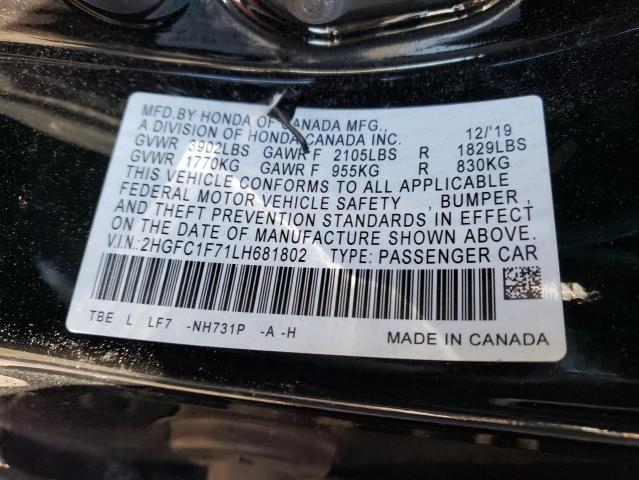 MFD.BY HONDA OF CANADA MFG.,
A DIVISION OF HONDA CANADA INC. 12/'19
GVWR 3902LBS GAWR F 2105LBS R 1829LBS
GVWR 1770KG GAWR F 955KG R 830KG
THIS VEHICLE CONFORMS TO ALL APPLICABLE
FEDERAL MOTOR VEHICLE SAFETY , BUMPER ,
AND THEFT PREVENTION STANDARDS IN EFFECT
ON THE DATE OF MANUFACTURE SHOWN ABOVE.
V.I.N.:2HGFC1F71LH681802 TYPE: PASSENGER CAR
TBE L LF7 -NH731P -A -H MADE IN CANADA